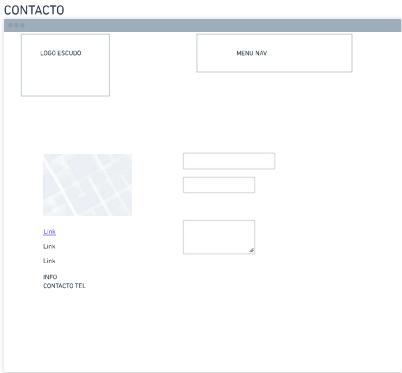 CONTACTO
LOGO ESCUDO
MENU NAV
Link
Link
Link
INFO
CONTACTO TEL